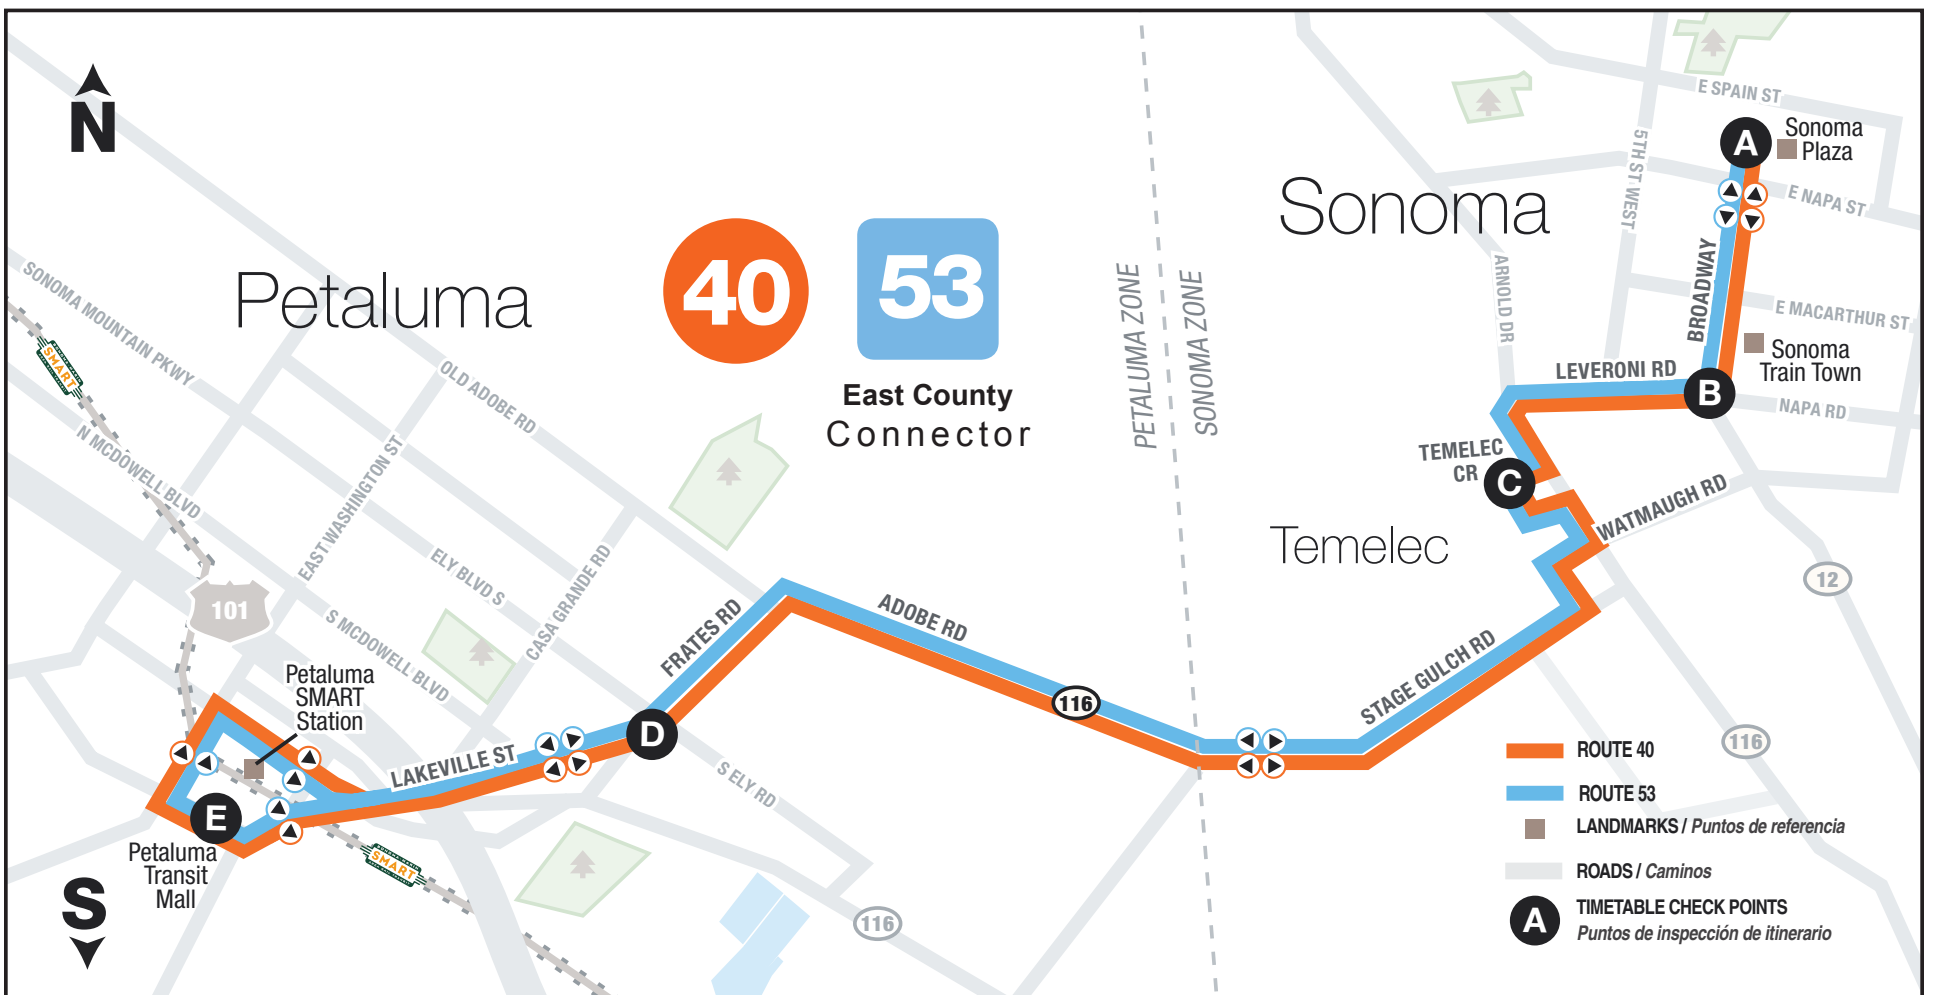 N
Petaluma
40
53
East County
Connector
PETALUMA ZONE
SONOMA ZONE
Sonoma
E SPAIN ST
A
Sonoma
Plaza
E NAPA ST
5TH ST WEST
ARNOLD DR
BROADWAY
E MACARTHUR ST
Sonoma
Train Town
LEVERONI RD
B
NAPA RD
TEMELEC
CR
C
WATMAUGH RD
Temelec
12
116
STAGE GULCH RD
SONOMA MOUNTAIN PKWY
SMART
N MCDOWELL BLVD
OLD ADOBE RD
EAST WASHINGTON ST
ELY BLVD S
CASA GRANDE RD
101
S MCDOWELL BLVD
FRATES RD
ADOBE RD
116
Petaluma
SMART
Station
LAKEVILLE ST
D
S ELY RD
E
Petaluma
Transit
Mall
SMART
116
S
ROUTE 40
ROUTE 53
LANDMARKS / Puntos de referencia
ROADS / Caminos
A
TIMETABLE CHECK POINTS
Puntos de inspección de itinerario